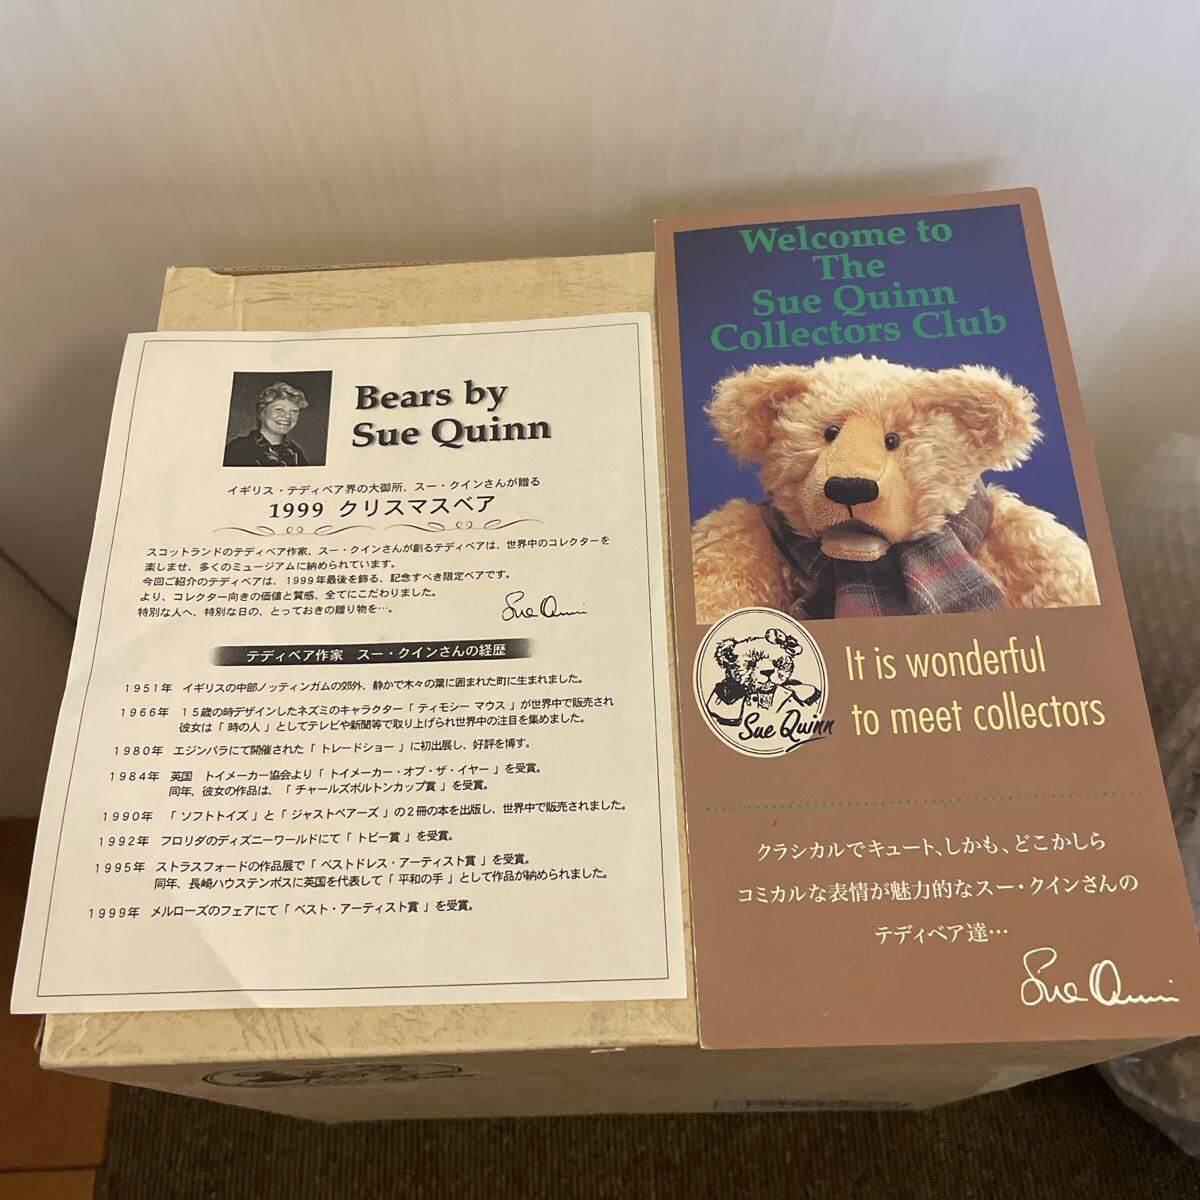 Bears by
Sue Quinn
イギリス・テディベア界の大御所、スー・クインさんが贈る
1999 クリスマスベア
スコットランドのテディベア作家、スー・クインさんが創るテディベアは、世界中のコレクターを
楽しませ、多くのミュージアムに納められています。
今回ご紹介のテディベアは、1999年最後を飾る、記念すべき限定ベアです。
より、コレクター向きの価値と質感、全てにこだわりました。
特別な人へ、特別な日の、とっておきの贈り物を…。
Sue Quinn
テディベア作家 スー・クインさんの経歴
1951年 イギリスの中部ノッティンガムの郊外、静かで木々の葉に囲まれた町に生まれました。
1966年 15歳の時デザインしたネズミのキャラクター「ティモシー マウス」が世界中で販売され
彼女は「時の人」としてテレビや新聞等で取り上げられ世界中の注目を集めました。
1980年 エジンバラにて開催された「トレードショー」に初出展し、好評を博す。
1984年 英国 トイメーカー協会より「トイメーカー・オブ・ザ・イヤー」を受賞。
同年、彼女の作品は、「チャールズボルトンカップ賞」を受賞。
1990年 「ソフトトイズ」と「ジャストベアーズ」の2冊の本を出版し、世界中で販売されました。
1992年 フロリダのディズニーワールドにて「トビー賞」を受賞。
1995年 ストラスフォードの作品展で「ベストドレス・アーティスト賞」を受賞。
同年、長崎ハウステンボスに英国を代表して「平和の手」として作品が納められました。
1999年 メルローズのフェアにて「ベスト・アーティスト賞」を受賞。
Welcome to
The
Sue Quinn
Collectors Club
Sue Quinn
It is wonderful
to meet collectors
クラシカルでキュート、しかも、どこかしら
コミカルな表情が魅力的なスー・クインさんの
テディベア達…
Sue Quinn